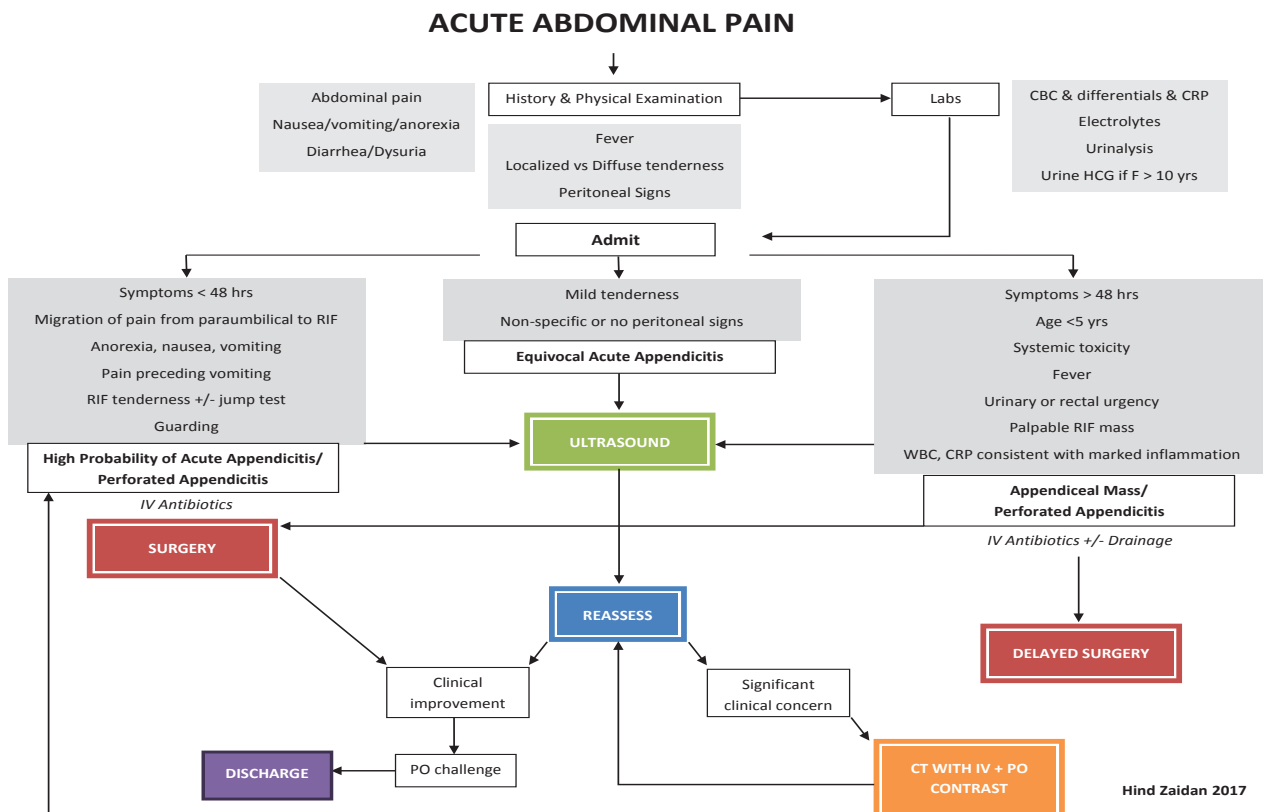 ACUTE ABDOMINAL PAIN
Abdominal pain
Nausea/vomiting/anorexia
Diarrhea/Dysuria
History & Physical Examination
Fever
Localized vs Diffuse tenderness
Peritoneal Signs
Labs
CBC & differentials & CRP
Electrolytes
Urinalysis
Urine HCG if F > 10 yrs
Admit
Symptoms < 48 hrs
Migration of pain from paraumbilical to RIF
Anorexia, nausea, vomiting
Pain preceding vomiting
RIF tenderness +/- jump test
Guarding
High Probability of Acute Appendicitis/
Perforated Appendicitis
IV Antibiotics
SURGERY
Mild tenderness
Non-specific or no peritoneal signs
Equivocal Acute Appendicitis
ULTRASOUND
Symptoms > 48 hrs
Age <5 yrs
Systemic toxicity
Fever
Urinary or rectal urgency
Palpable RIF mass
WBC, CRP consistent with marked inflammation
Appendiceal Mass/
Perforated Appendicitis
IV Antibiotics +/- Drainage
DELAYED SURGERY
REASSESS
Clinical
improvement
Significant
clinical concern
PO challenge
DISCHARGE
CT WITH IV + PO
CONTRAST
Hind Zaidan 2017